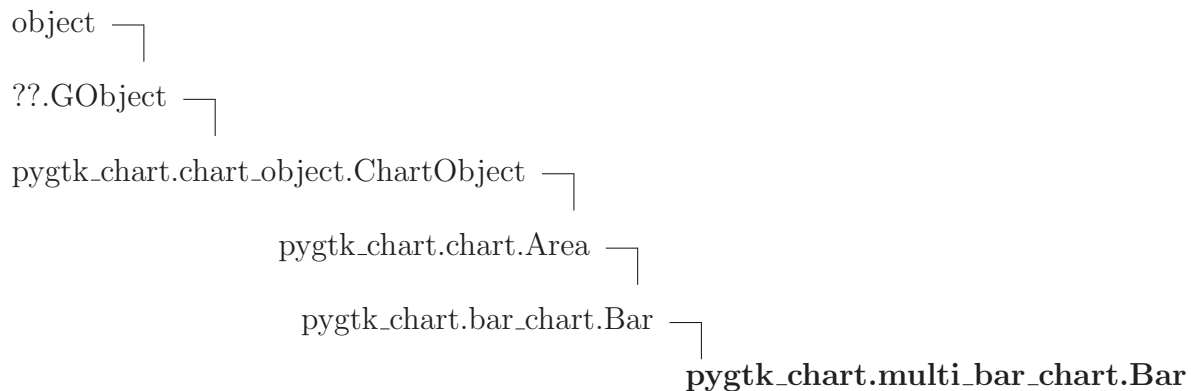 object
??.GObject
pygtk_chart.chart_object.ChartObject
pygtk_chart.chart.Area
pygtk_chart.bar_chart.Bar
pygtk_chart.multi_bar_chart.Bar